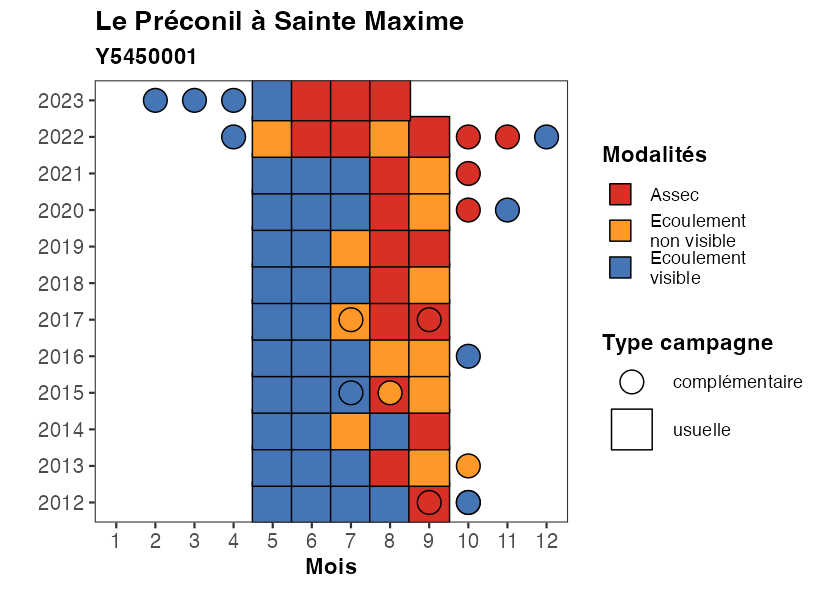 Le Préconil à Sainte Maxime
Y5450001
2023
2022
2021
2020
2019
2018
2017
2016
2015
2014
2013
2012
1 2 3 4 5 6 7 8 9 10 11 12
Mois
Modalités
Assec
Ecoulement
non visible
Ecoulement
visible
Type campagne
complémentaire
usuelle